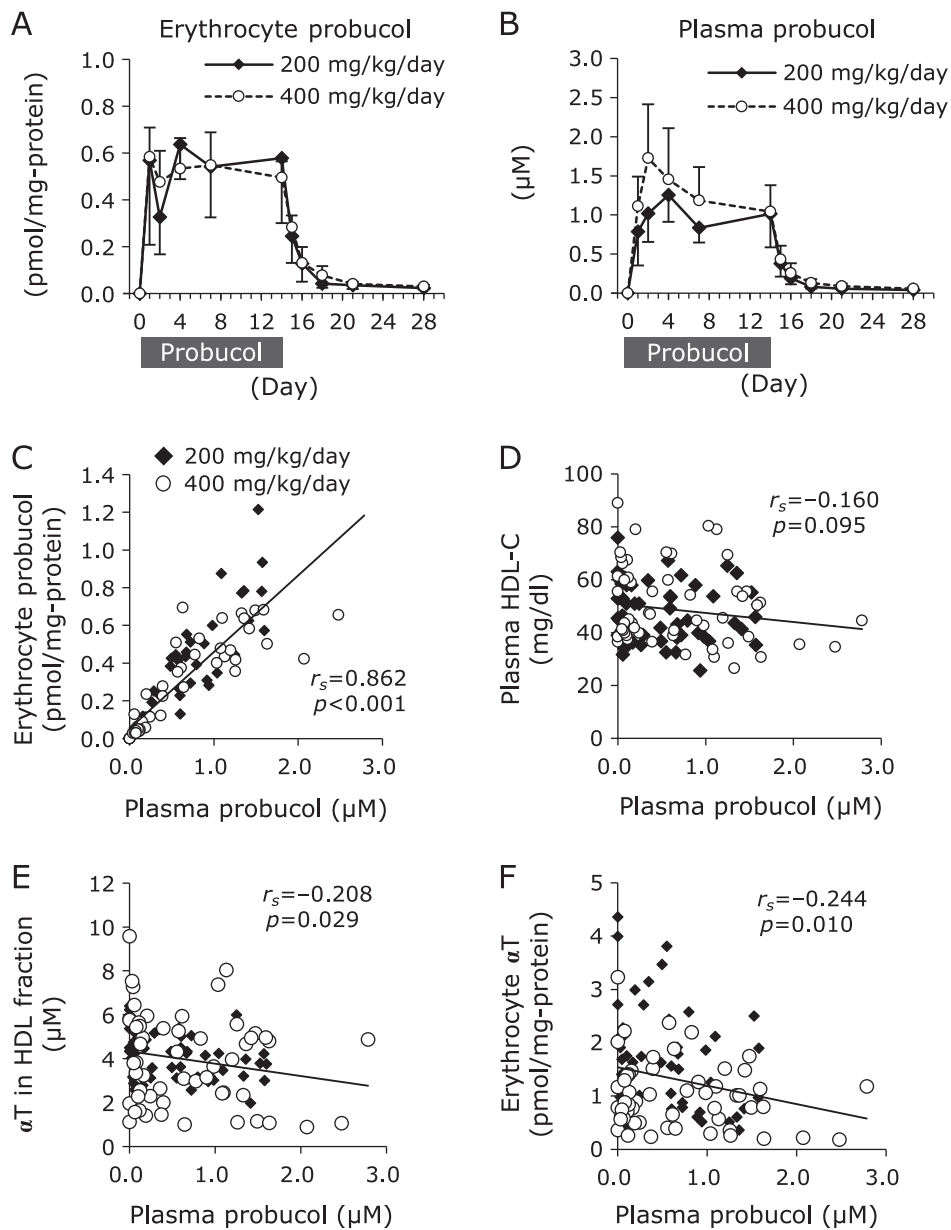 A
Erythrocyte probucol
200 mg/kg/day
400 mg/kg/day
(pmol/mg-protein)
1.0
0.8
0.6
0.4
0.2
0.0
0 4 8 12 16 20 24 28
Probucol
(Day)
B
Plasma probucol
200 mg/kg/day
400 mg/kg/day
(μM)
3.0
2.5
2.0
1.5
1.0
0.5
0.0
0 4 8 12 16 20 24 28
Probucol
(Day)
C
200 mg/kg/day
400 mg/kg/day
Erythrocyte probucol
(pmol/mg-protein)
1.4
1.2
1.0
0.8
0.6
0.4
0.2
0.0
rs=0.862
p<0.001
0.0 1.0 2.0 3.0
Plasma probucol (μM)
D
Plasma HDL-C
(mg/dl)
100
80
60
40
20
0
rs=−0.160
p=0.095
0.0 1.0 2.0 3.0
Plasma probucol (μM)
E
αT in HDL fraction
(μM)
12
10
8
6
4
2
0
rs=−0.208
p=0.029
0.0 1.0 2.0 3.0
Plasma probucol (μM)
F
Erythrocyte αT
(pmol/mg-protein)
5
4
3
2
1
0
rs=−0.244
p=0.010
0.0 1.0 2.0 3.0
Plasma probucol (μM)